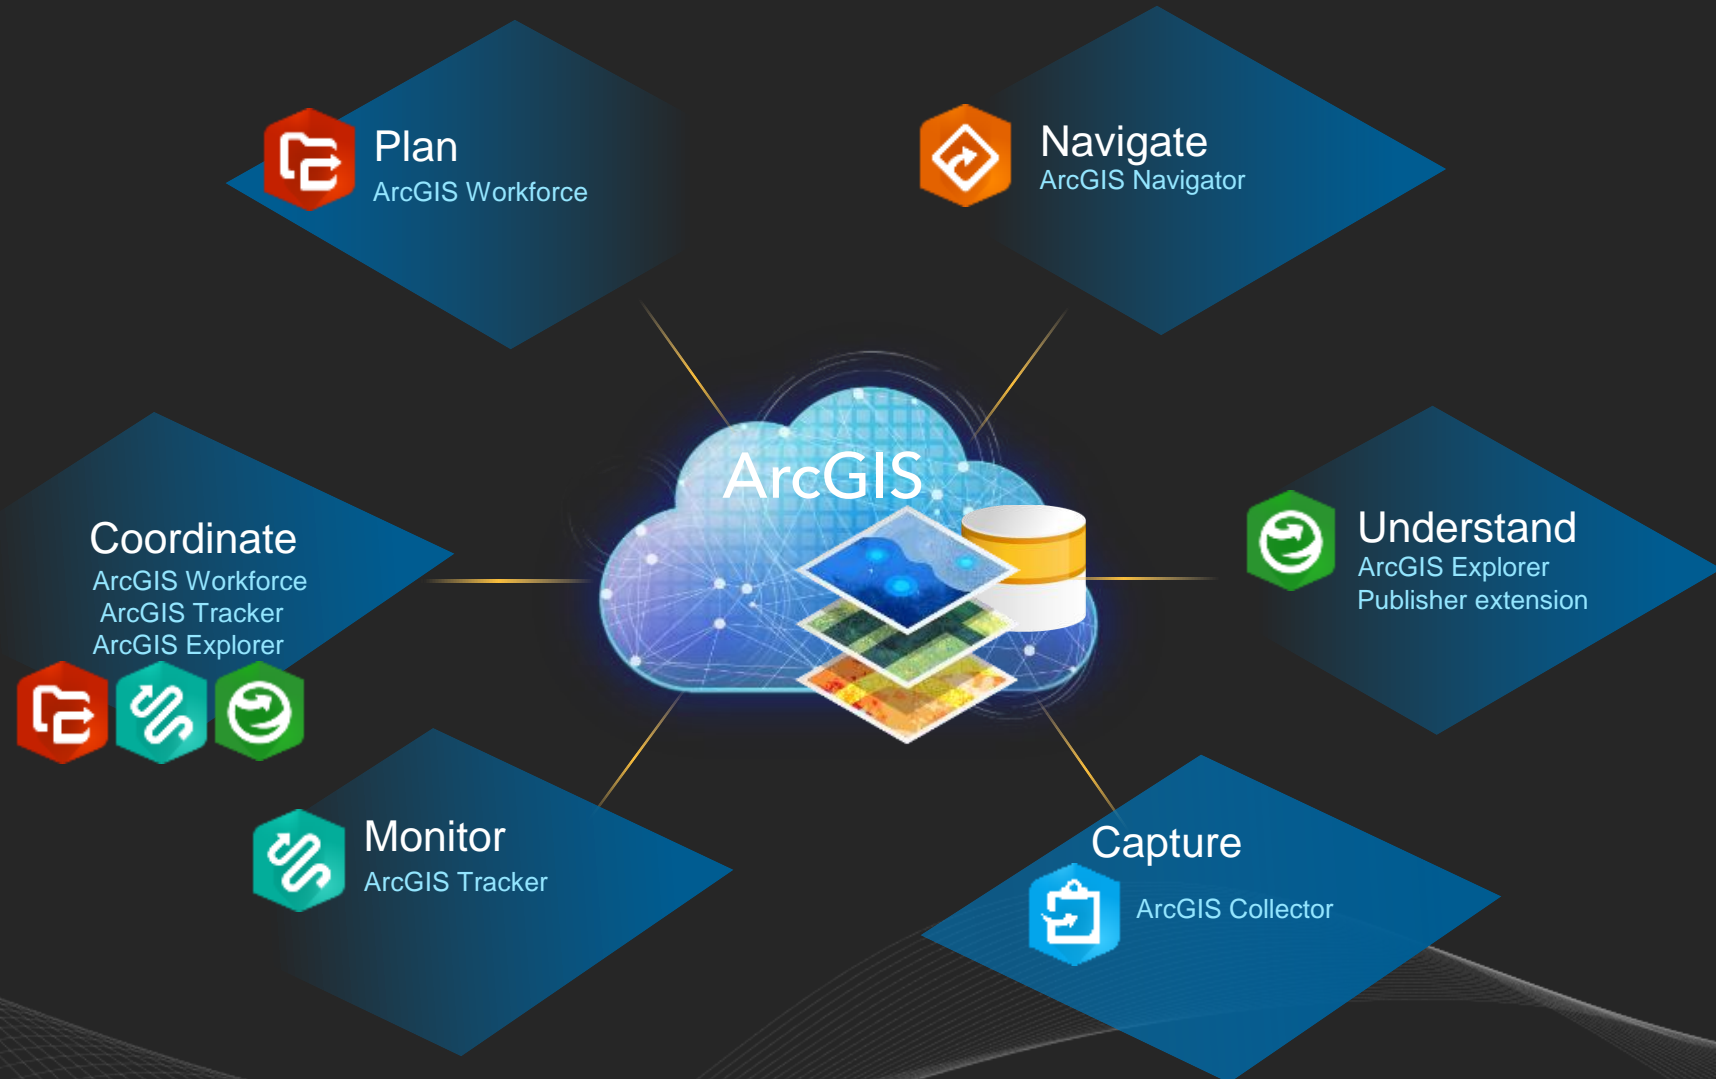 Plan
ArcGIS Workforce
Navigate
ArcGIS Navigator
ArcGIS
Coordinate
ArcGIS Workforce
ArcGIS Tracker
ArcGIS Explorer
Understand
ArcGIS Explorer
Publisher extension
Monitor
ArcGIS Tracker
Capture
ArcGIS Collector